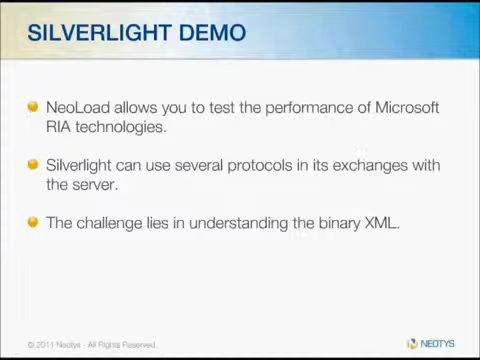 SILVERLIGHT DEMO
NeoLoad allows you to test the performance of Microsoft
RIA technologies.
Silverlight can use several protocols in its exchanges with
the server.
The challenge lies in understanding the binary XML.
© 2011 Neotys - All Rights Reserved.
NEOTYS